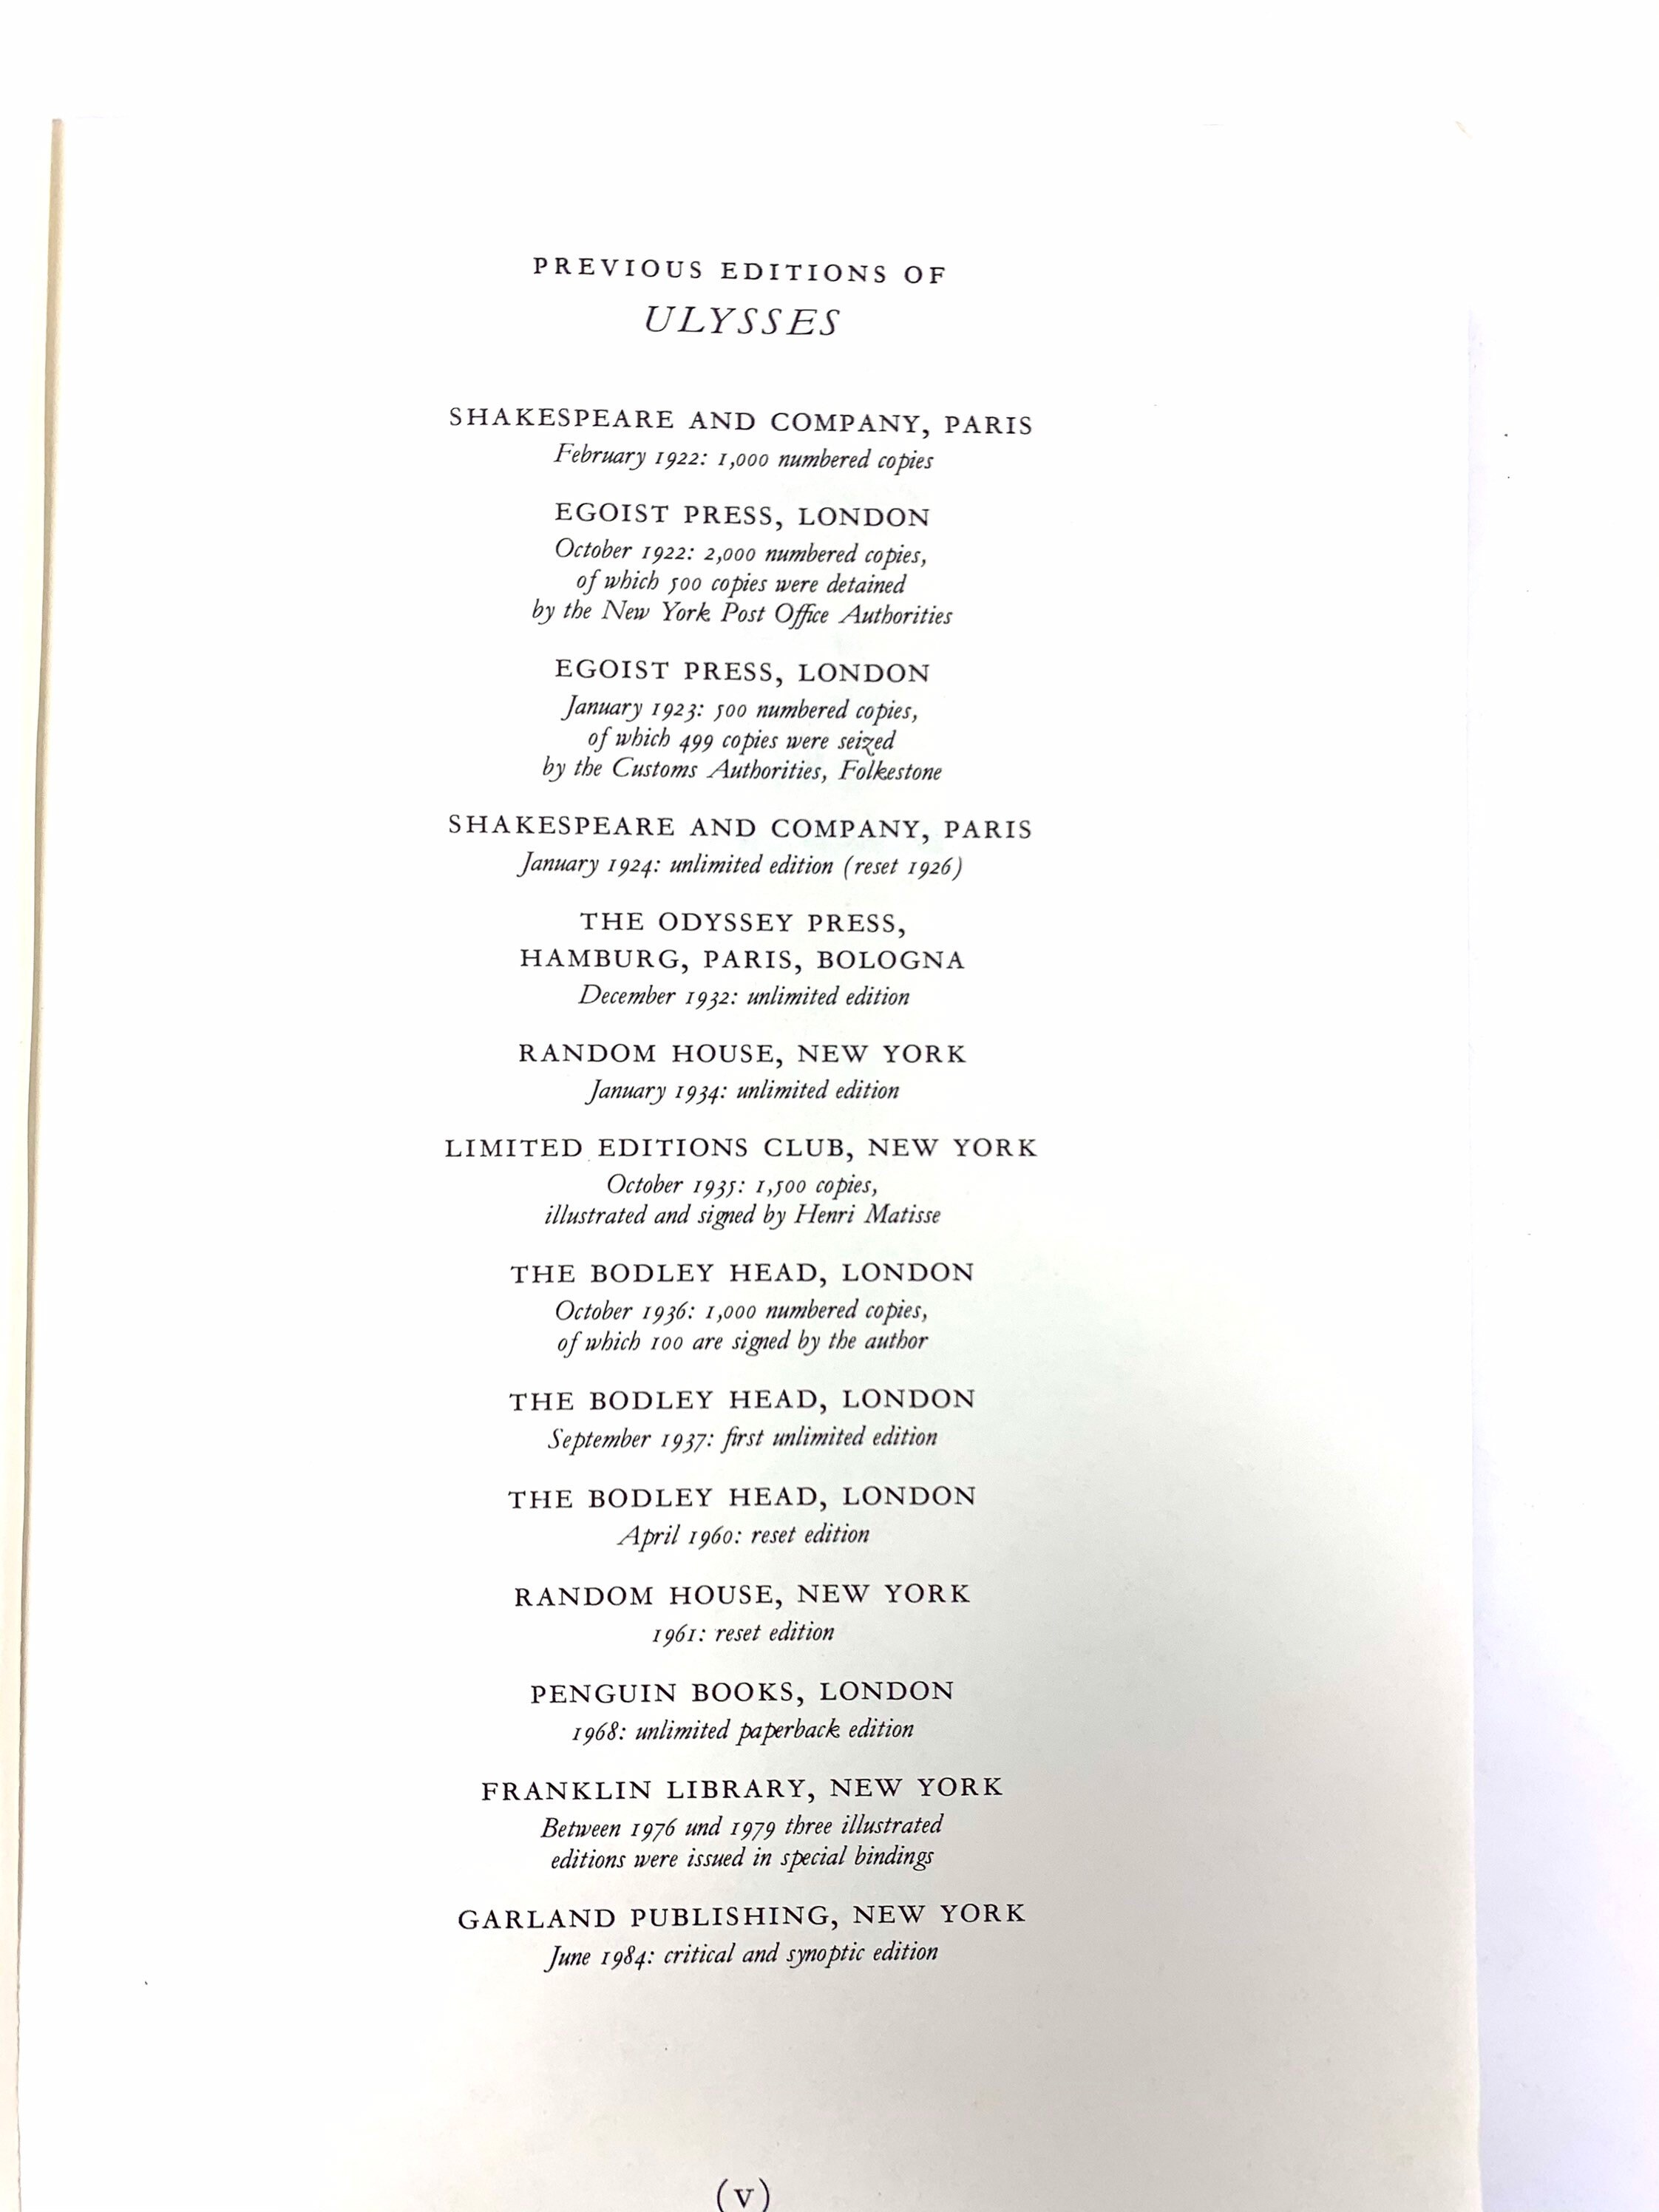 PREVIOUS EDITIONS OF
ULYSSES
SHAKESPEARE AND COMPANY, PARIS
February 1922: 1,000 numbered copies
EGOIST PRESS, LONDON
October 1922: 2,000 numbered copies,
of which 500 copies were detained
by the New York Post Office Authorities
EGOIST PRESS, LONDON
January 1923: 500 numbered copies,
of which 499 copies were seized
by the Customs Authorities, Folkestone
SHAKESPEARE AND COMPANY, PARIS
January 1924: unlimited edition (reset 1926)
THE ODYSSEY PRESS,
HAMBURG, PARIS, BOLOGNA
December 1932: unlimited edition
RANDOM HOUSE, NEW YORK
January 1934: unlimited edition
LIMITED EDITIONS CLUB, NEW YORK
October 1935: 1,500 copies,
illustrated and signed by Henri Matisse
THE BODLEY HEAD, LONDON
October 1936: 1,000 numbered copies,
of which 100 are signed by the author
THE BODLEY HEAD, LONDON
September 1937: first unlimited edition
THE BODLEY HEAD, LONDON
April 1960: reset edition
RANDOM HOUSE, NEW YORK
1961: reset edition
PENGUIN BOOKS, LONDON
1968: unlimited paperback edition
FRANKLIN LIBRARY, NEW YORK
Between 1976 und 1979 three illustrated
editions were issued in special bindings
GARLAND PUBLISHING, NEW YORK
June 1984: critical and synoptic edition
(v)